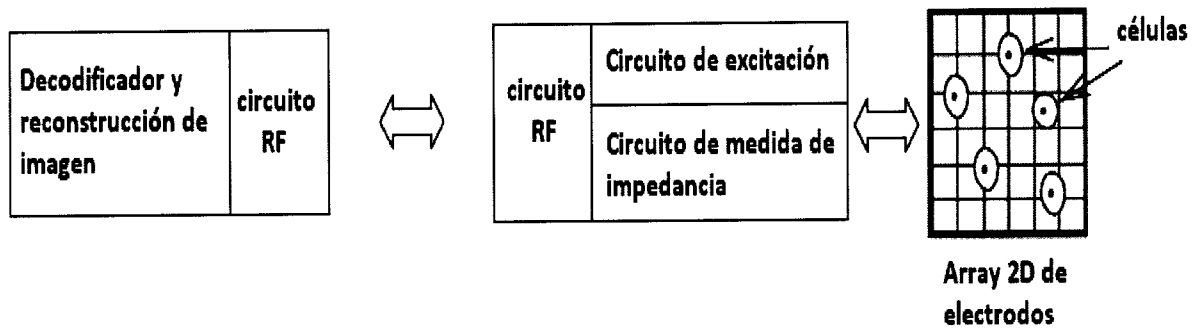 Decodificador y
reconstrucción de
imagen
circuito
RF
circuito
RF
Circuito de excitación
Circuito de medida de
impedancia
células
Array 2D de
electrodos